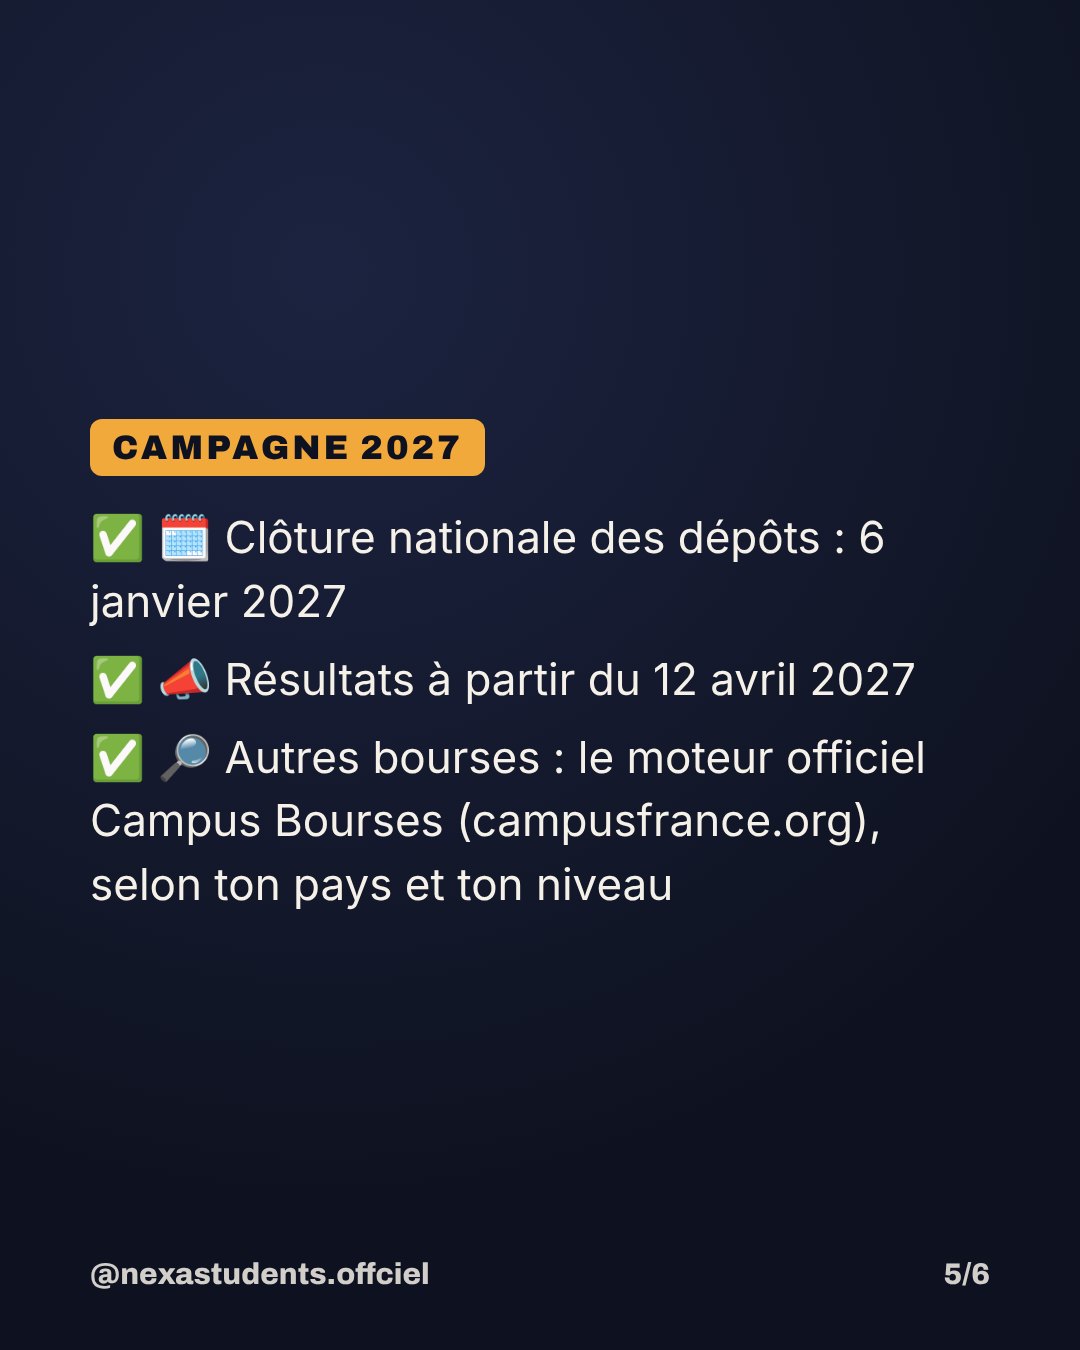 CAMPAGNE 2027
✅ 🗓️ Clôture nationale des dépôts : 6
janvier 2027
✅ 📣 Résultats à partir du 12 avril 2027
✅ 🔎 Autres bourses : le moteur officiel
Campus Bourses (campusfrance.org),
selon ton pays et ton niveau
@nexastudents.offciel
5/6